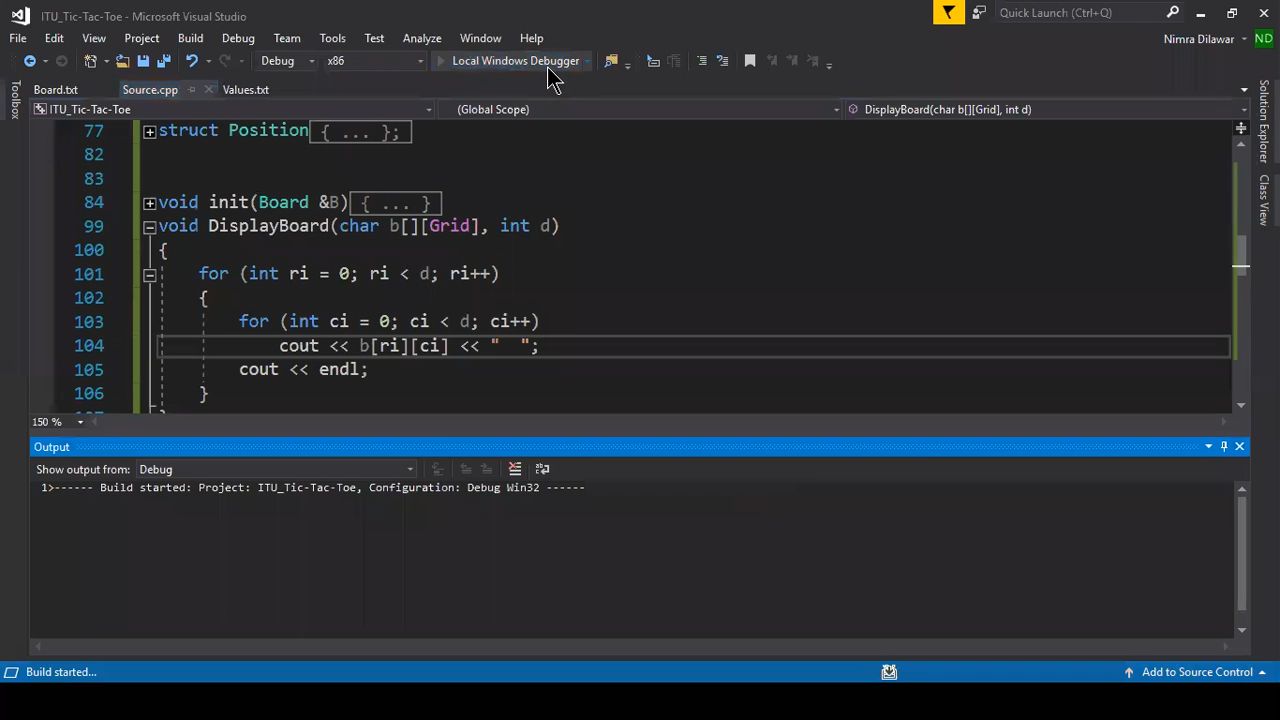 ITU_Tic-Tac-Toe - Microsoft Visual Studio
Quick Launch (Ctrl+Q)
File Edit View Project Build Debug Team Tools Test Analyze Window Help
Nimra Dilawar ND
Debug x86 Local Windows Debugger
Board.txt Source.cpp Values.txt
Toolbox
Solution Explorer
Class View
ITU_Tic-Tac-Toe (Global Scope) DisplayBoard(char b[][Grid], int d)
77 struct Position { ... };
82
83
84 void init(Board &B) { ... }
99 void DisplayBoard(char b[][Grid], int d)
100 {
101 for (int ri = 0; ri < d; ri++)
102 {
103 for (int ci = 0; ci < d; ci++)
104 cout << b[ri][ci] << "  ";
105 cout << endl;
106 }
150 %
Output
Show output from: Debug
1>------ Build started: Project: ITU_Tic-Tac-Toe, Configuration: Debug Win32 ------
Build started... Add to Source Control